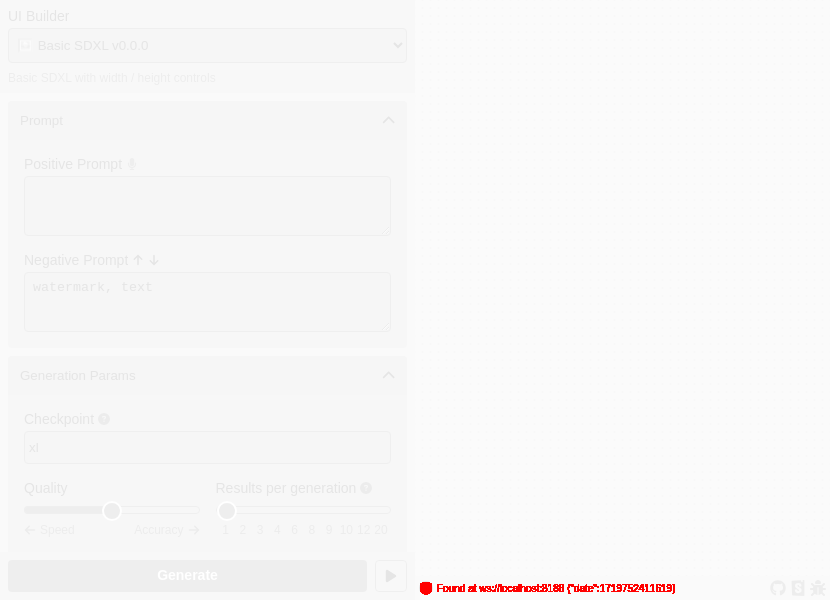 UI Builder
Basic SDXL v0.0.0
Basic SDXL with width / height controls
Prompt
Positive Prompt
Negative Prompt
watermark, text
Generation Params
Checkpoint
xl
Quality
Results per generation
Speed
Accuracy
1 2 3 4 6 8 9 10 12 20
Generate
Found at ws://localhost:8188 {"date":1719752411619}